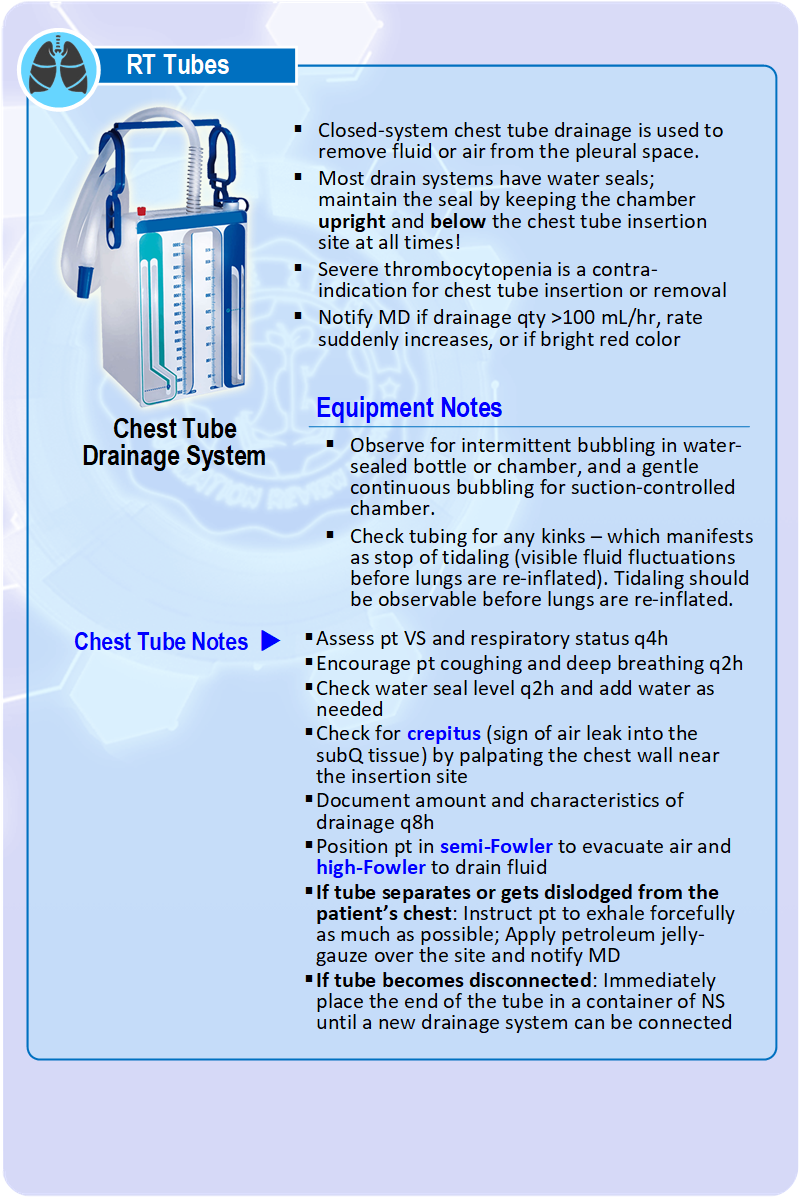 RT Tubes
▪ Closed-system chest tube drainage is used to
remove fluid or air from the pleural space.
▪ Most drain systems have water seals;
maintain the seal by keeping the chamber
upright and below the chest tube insertion
site at all times!
▪ Severe thrombocytopenia is a contra-
indication for chest tube insertion or removal
▪ Notify MD if drainage qty >100 mL/hr, rate
suddenly increases, or if bright red color
Chest Tube
Drainage System
Equipment Notes
▪ Observe for intermittent bubbling in water-
sealed bottle or chamber, and a gentle
continuous bubbling for suction-controlled
chamber.
▪ Check tubing for any kinks – which manifests
as stop of tidaling (visible fluid fluctuations
before lungs are re-inflated). Tidaling should
be observable before lungs are re-inflated.
Chest Tube Notes ▶
▪ Assess pt VS and respiratory status q4h
▪ Encourage pt coughing and deep breathing q2h
▪ Check water seal level q2h and add water as
needed
▪ Check for crepitus (sign of air leak into the
subQ tissue) by palpating the chest wall near
the insertion site
▪ Document amount and characteristics of
drainage q8h
▪ Position pt in semi-Fowler to evacuate air and
high-Fowler to drain fluid
▪ If tube separates or gets dislodged from the
patient’s chest: Instruct pt to exhale forcefully
as much as possible; Apply petroleum jelly-
gauze over the site and notify MD
▪ If tube becomes disconnected: Immediately
place the end of the tube in a container of NS
until a new drainage system can be connected